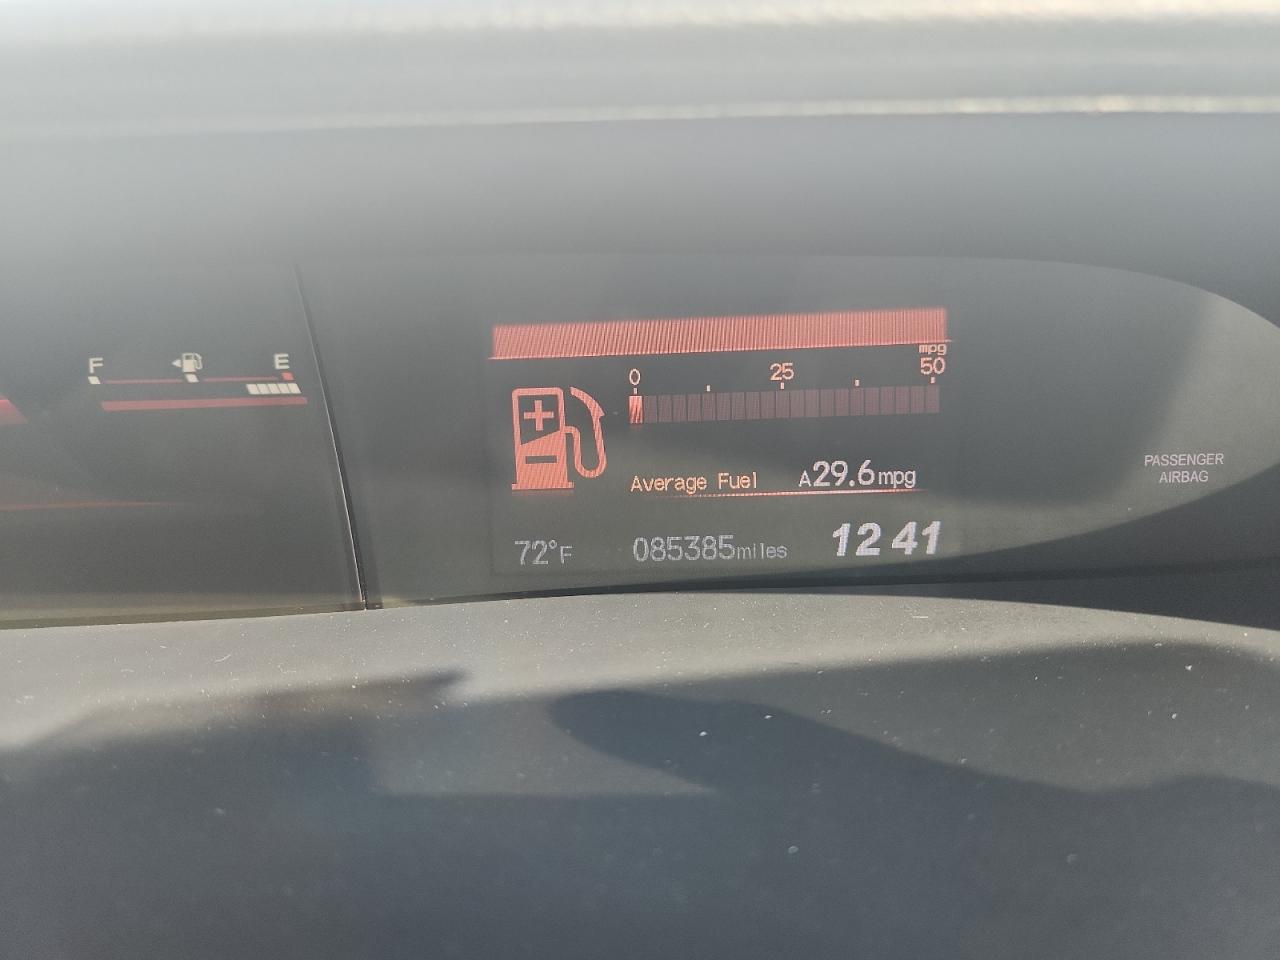 F E
mpg
0 25 50
Average Fuel A29.6mpg
72°F 085385miles 12 41
PASSENGER
AIRBAG